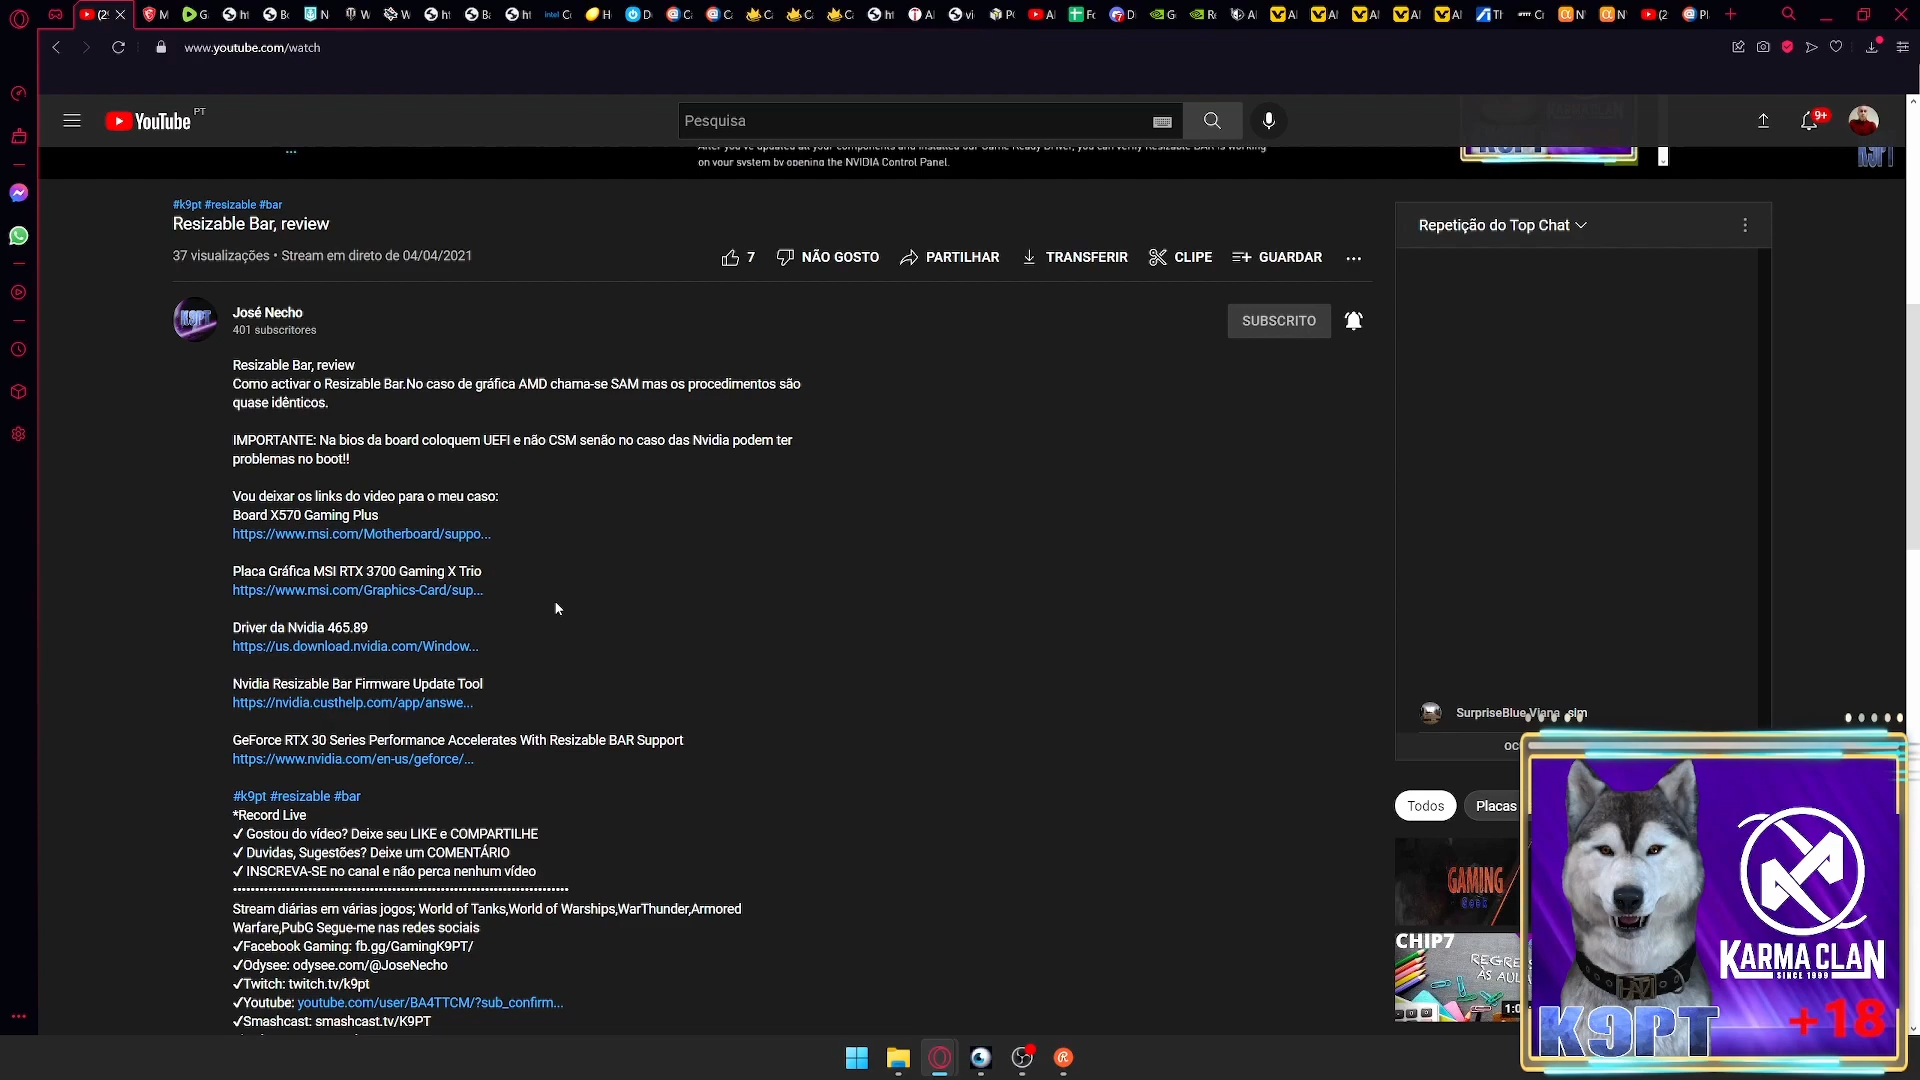 www.youtube.com/watch
YouTube PT
Pesquisa
9+
on your system by opening the NVIDIA Control Panel.
#k9pt #resizable #bar
Resizable Bar, review
37 visualizações • Stream em direto de 04/04/2021
7 NÃO GOSTO PARTILHAR TRANSFERIR CLIPE GUARDAR
José Necho
401 subscritores
SUBSCRITO
Resizable Bar, review
Como activar o Resizable Bar.No caso de gráfica AMD chama-se SAM mas os procedimentos são
quase idênticos.
IMPORTANTE: Na bios da board coloquem UEFI e não CSM senão no caso das Nvidia podem ter
problemas no boot!!
Vou deixar os links do video para o meu caso:
Board X570 Gaming Plus
https://www.msi.com/Motherboard/suppo...
Placa Gráfica MSI RTX 3700 Gaming X Trio
https://www.msi.com/Graphics-Card/sup...
Driver da Nvidia 465.89
https://us.download.nvidia.com/Window...
Nvidia Resizable Bar Firmware Update Tool
https://nvidia.custhelp.com/app/answe...
GeForce RTX 30 Series Performance Accelerates With Resizable BAR Support
https://www.nvidia.com/en-us/geforce/...
#k9pt #resizable #bar
*Record Live
✓ Gostou do vídeo? Deixe seu LIKE e COMPARTILHE
✓ Duvidas, Sugestões? Deixe um COMENTÁRIO
✓ INSCREVA-SE no canal e não perca nenhum vídeo
Stream diárias em várias jogos; World of Tanks,World of Warships,WarThunder,Armored
Warfare,PubG Segue-me nas redes sociais
✓Facebook Gaming: fb.gg/GamingK9PT/
✓Odysee: odysee.com/@JoseNecho
✓Twitch: twitch.tv/k9pt
✓Youtube: youtube.com/user/BA4TTCM/?sub_confirm...
✓Smashcast: smashcast.tv/K9PT
Repetição do Top Chat
SurpriseBlue Viana sim
Todos
Placas
GAMING
Geek
CHIP7
REGRE
ÀS AUL
KARMA CLAN
SINCE 1999
K9PT
+18